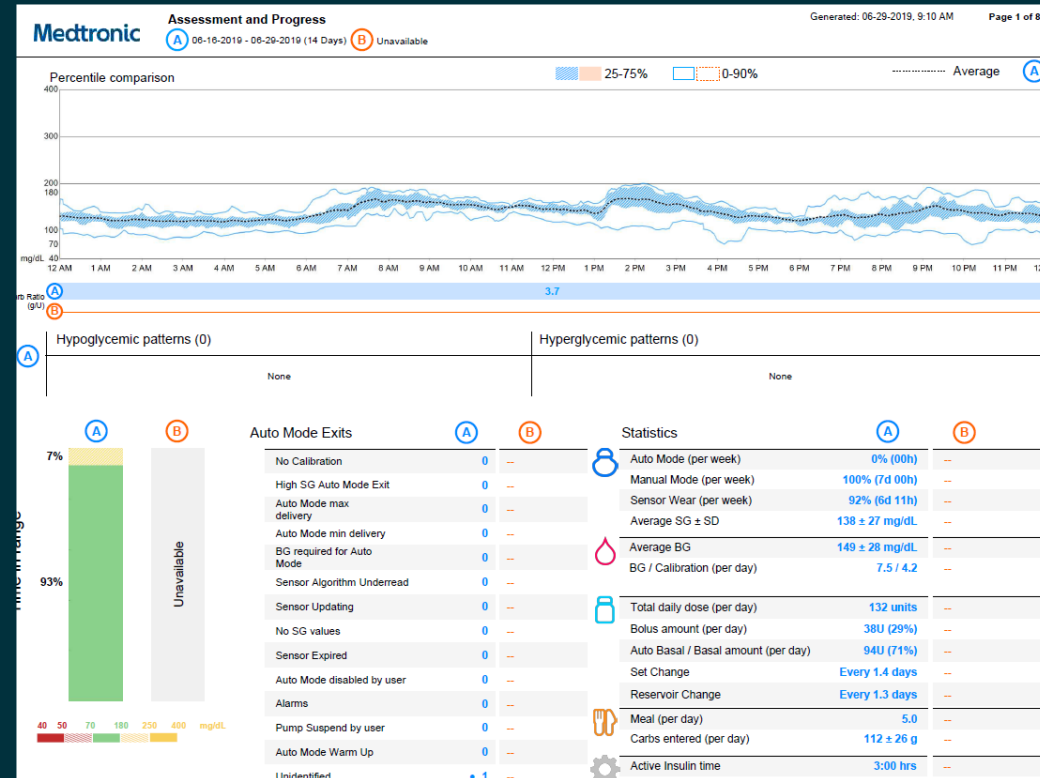 Medtronic
Assessment and Progress
Generated: 06-29-2019, 9:10 AM Page 1 of 8
A 06-16-2019 - 06-29-2019 (14 Days) B Unavailable
Percentile comparison 25-75% 0-90% Average A
400
300
200
180
100
70
mg/dL 40
12 AM 1 AM 2 AM 3 AM 4 AM 5 AM 6 AM 7 AM 8 AM 9 AM 10 AM 11 AM 12 PM 1 PM 2 PM 3 PM 4 PM 5 PM 6 PM 7 PM 8 PM 9 PM 10 PM 11 PM 12
A 3.7
Ratio
(g/U) B
Hypoglycemic patterns (0) Hyperglycemic patterns (0)
A
None None
A B
7%
93%
Unavailable
40 50 70 180 250 400 mg/dL
Auto Mode Exits A B
No Calibration 0 --
High SG Auto Mode Exit 0 --
Auto Mode max
delivery 0 --
Auto Mode min delivery 0 --
BG required for Auto
Mode 0 --
Sensor Algorithm Underread 0 --
Sensor Updating 0 --
No SG values 0 --
Sensor Expired 0 --
Auto Mode disabled by user 0 --
Alarms 0 --
Pump Suspend by user 0 --
Auto Mode Warm Up 0 --
Unidentified • 1 --
Statistics A B
Auto Mode (per week) 0% (00h) --
Manual Mode (per week) 100% (7d 00h) --
Sensor Wear (per week) 92% (6d 11h) --
Average SG ± SD 138 ± 27 mg/dL --
Average BG 149 ± 28 mg/dL --
BG / Calibration (per day) 7.5 / 4.2 --
Total daily dose (per day) 132 units --
Bolus amount (per day) 38U (29%) --
Auto Basal / Basal amount (per day) 94U (71%) --
Set Change Every 1.4 days --
Reservoir Change Every 1.3 days --
Meal (per day) 5.0 --
Carbs entered (per day) 112 ± 26 g --
Active Insulin time 3:00 hrs --